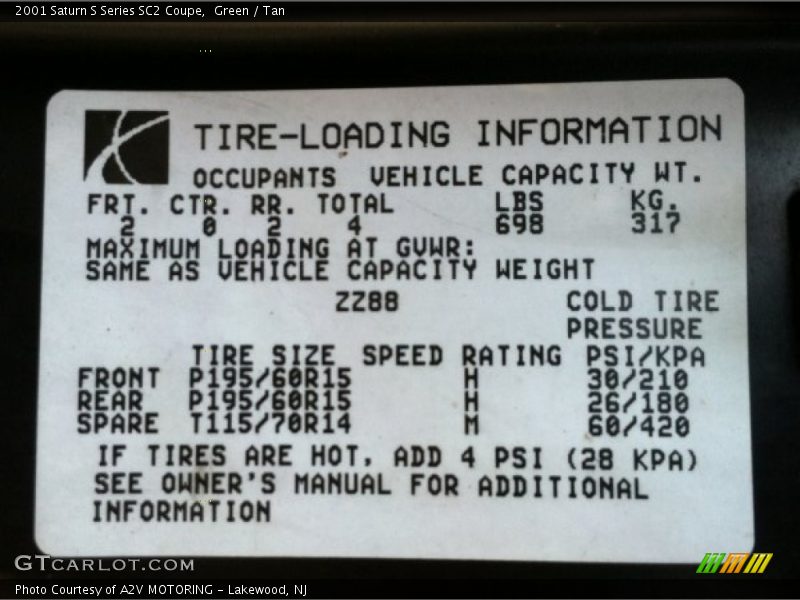 2001 Saturn S Series SC2 Coupe,  Green / Tan
...
TIRE-LOADING INFORMATION
OCCUPANTS  VEHICLE CAPACITY WT.
FRT. CTR. RR. TOTAL LBS KG.
2 0 2 4 698 317
MAXIMUM LOADING AT GVWR:
SAME AS VEHICLE CAPACITY WEIGHT
ZZ88 COLD TIRE
PRESSURE
TIRE SIZE SPEED RATING PSI/KPA
FRONT P195/60R15 H 30/210
REAR P195/60R15 H 26/180
SPARE T115/70R14 M 60/420
IF TIRES ARE HOT, ADD 4 PSI (28 KPA)
SEE OWNER'S MANUAL FOR ADDITIONAL
INFORMATION
GTCARLOT.COM
Photo Courtesy of A2V MOTORING - Lakewood, NJ